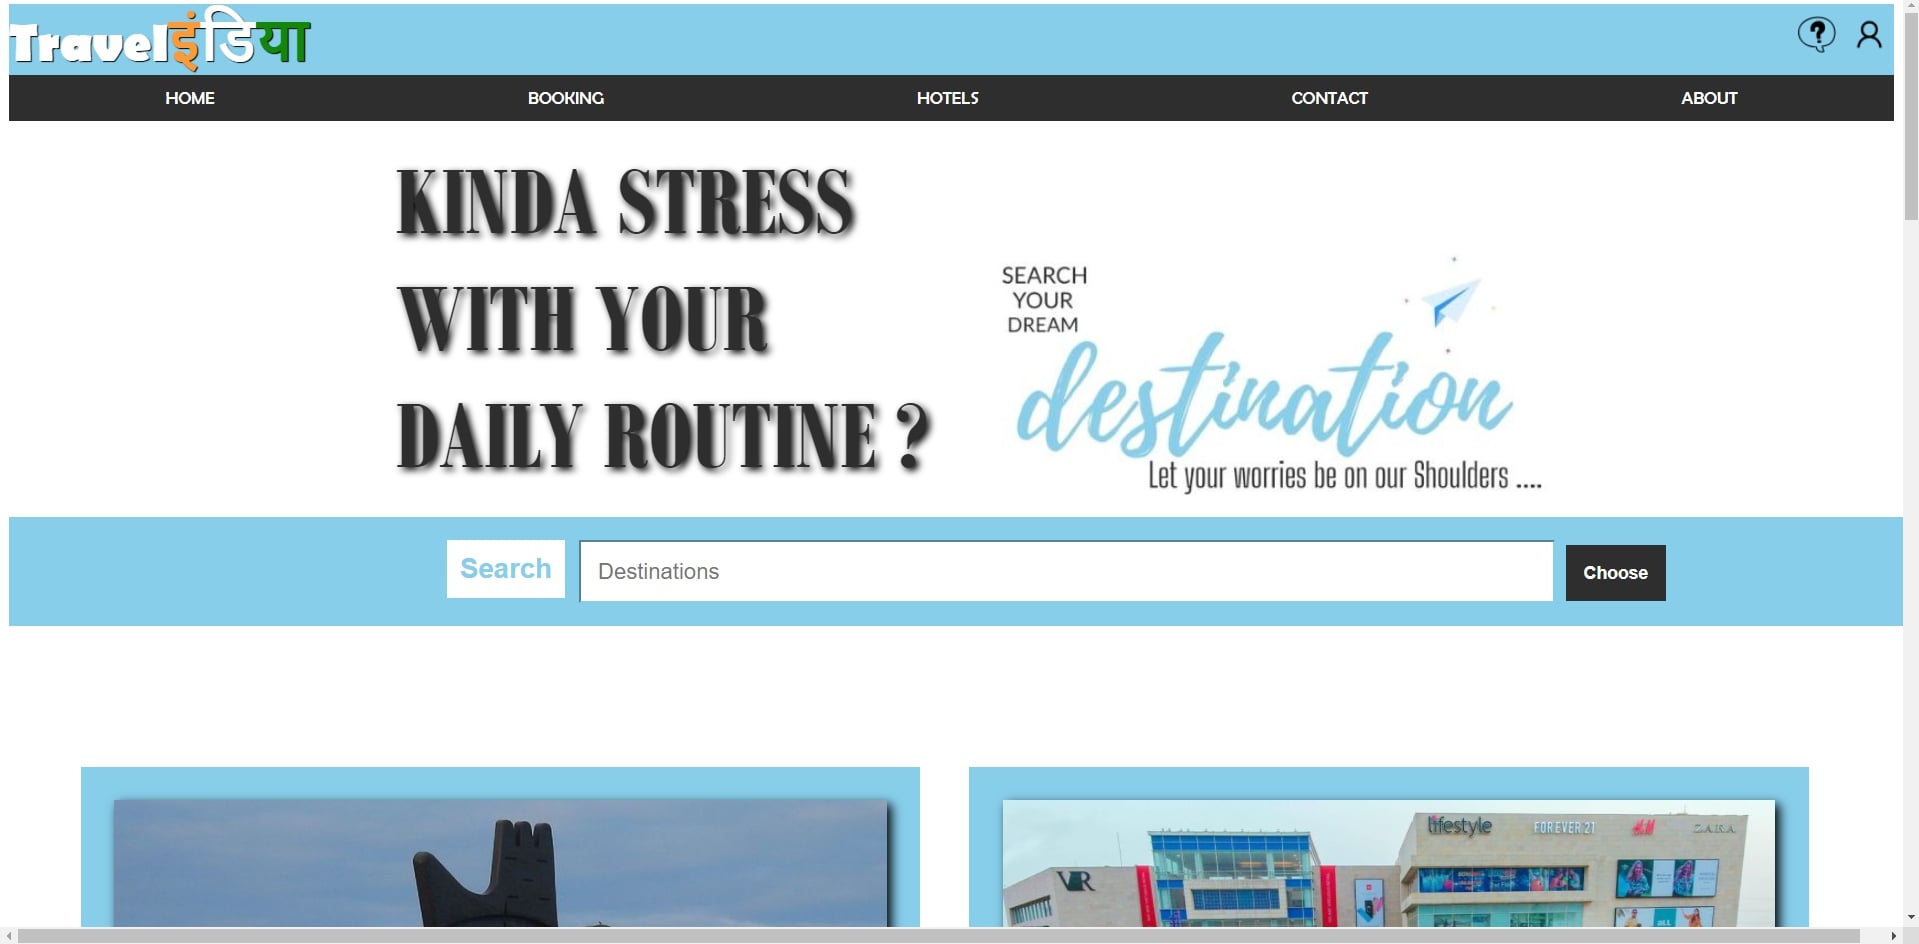 Travelइंडिया
HOME BOOKING HOTELS CONTACT ABOUT
KINDA STRESS
WITH YOUR
DAILY ROUTINE ?
SEARCH
YOUR
DREAM
destination
Let your worries be on our Shoulders ....
Search Destinations Choose
lifestyle FOREVER 21 H&M ZARA
VR